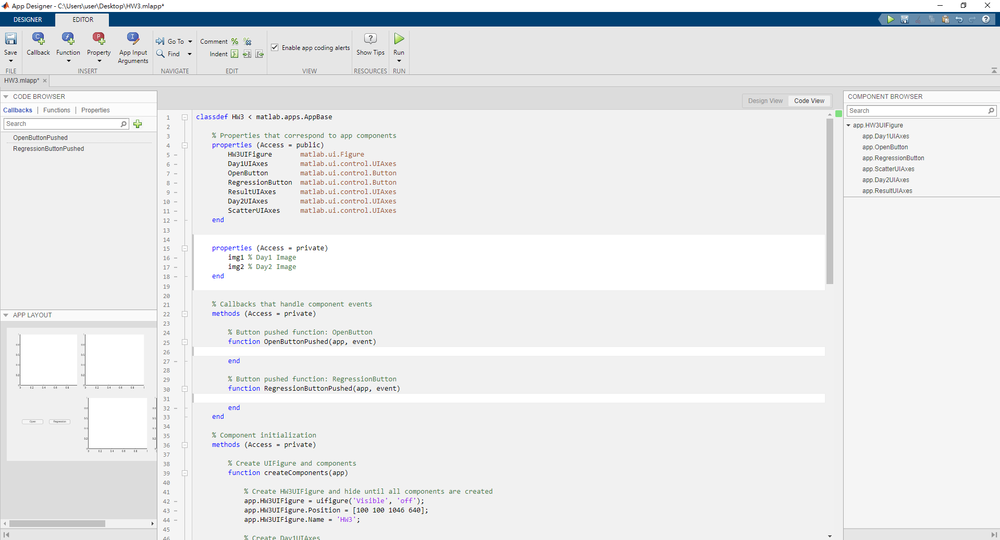 App Designer - C:\Users\user\Desktop\HW3.mlapp*
DESIGNER
EDITOR
Save
Callback
Function
Property
App Input
Arguments
Go To
Find
Comment
Indent
Enable app coding alerts
Show Tips
Run
FILE
INSERT
NAVIGATE
EDIT
VIEW
RESOURCES
RUN
HW3.mlapp*
CODE BROWSER
Callbacks
Functions
Properties
Search
OpenButtonPushed
RegressionButtonPushed
APP LAYOUT
Open
Regression
Design View
Code View
1 classdef HW3 < matlab.apps.AppBase
2
3 % Properties that correspond to app components
4 properties (Access = public)
5 HW3UIFigure matlab.ui.Figure
6 Day1UIAxes matlab.ui.control.UIAxes
7 OpenButton matlab.ui.control.Button
8 RegressionButton matlab.ui.control.Button
9 ResultUIAxes matlab.ui.control.UIAxes
10 Day2UIAxes matlab.ui.control.UIAxes
11 ScatterUIAxes matlab.ui.control.UIAxes
12 end
13
14
15 properties (Access = private)
16 img1 % Day1 Image
17 img2 % Day2 Image
18 end
19
20
21 % Callbacks that handle component events
22 methods (Access = private)
23
24 % Button pushed function: OpenButton
25 function OpenButtonPushed(app, event)
26
27 end
28
29 % Button pushed function: RegressionButton
30 function RegressionButtonPushed(app, event)
31
32 end
33 end
34
35 % Component initialization
36 methods (Access = private)
37
38 % Create UIFigure and components
39 function createComponents(app)
40
41 % Create HW3UIFigure and hide until all components are created
42 app.HW3UIFigure = uifigure('Visible', 'off');
43 app.HW3UIFigure.Position = [100 100 1046 640];
44 app.HW3UIFigure.Name = 'HW3';
45
46 % Create Day1UIAxes
COMPONENT BROWSER
Search
app.HW3UIFigure
app.Day1UIAxes
app.OpenButton
app.RegressionButton
app.ScatterUIAxes
app.Day2UIAxes
app.ResultUIAxes